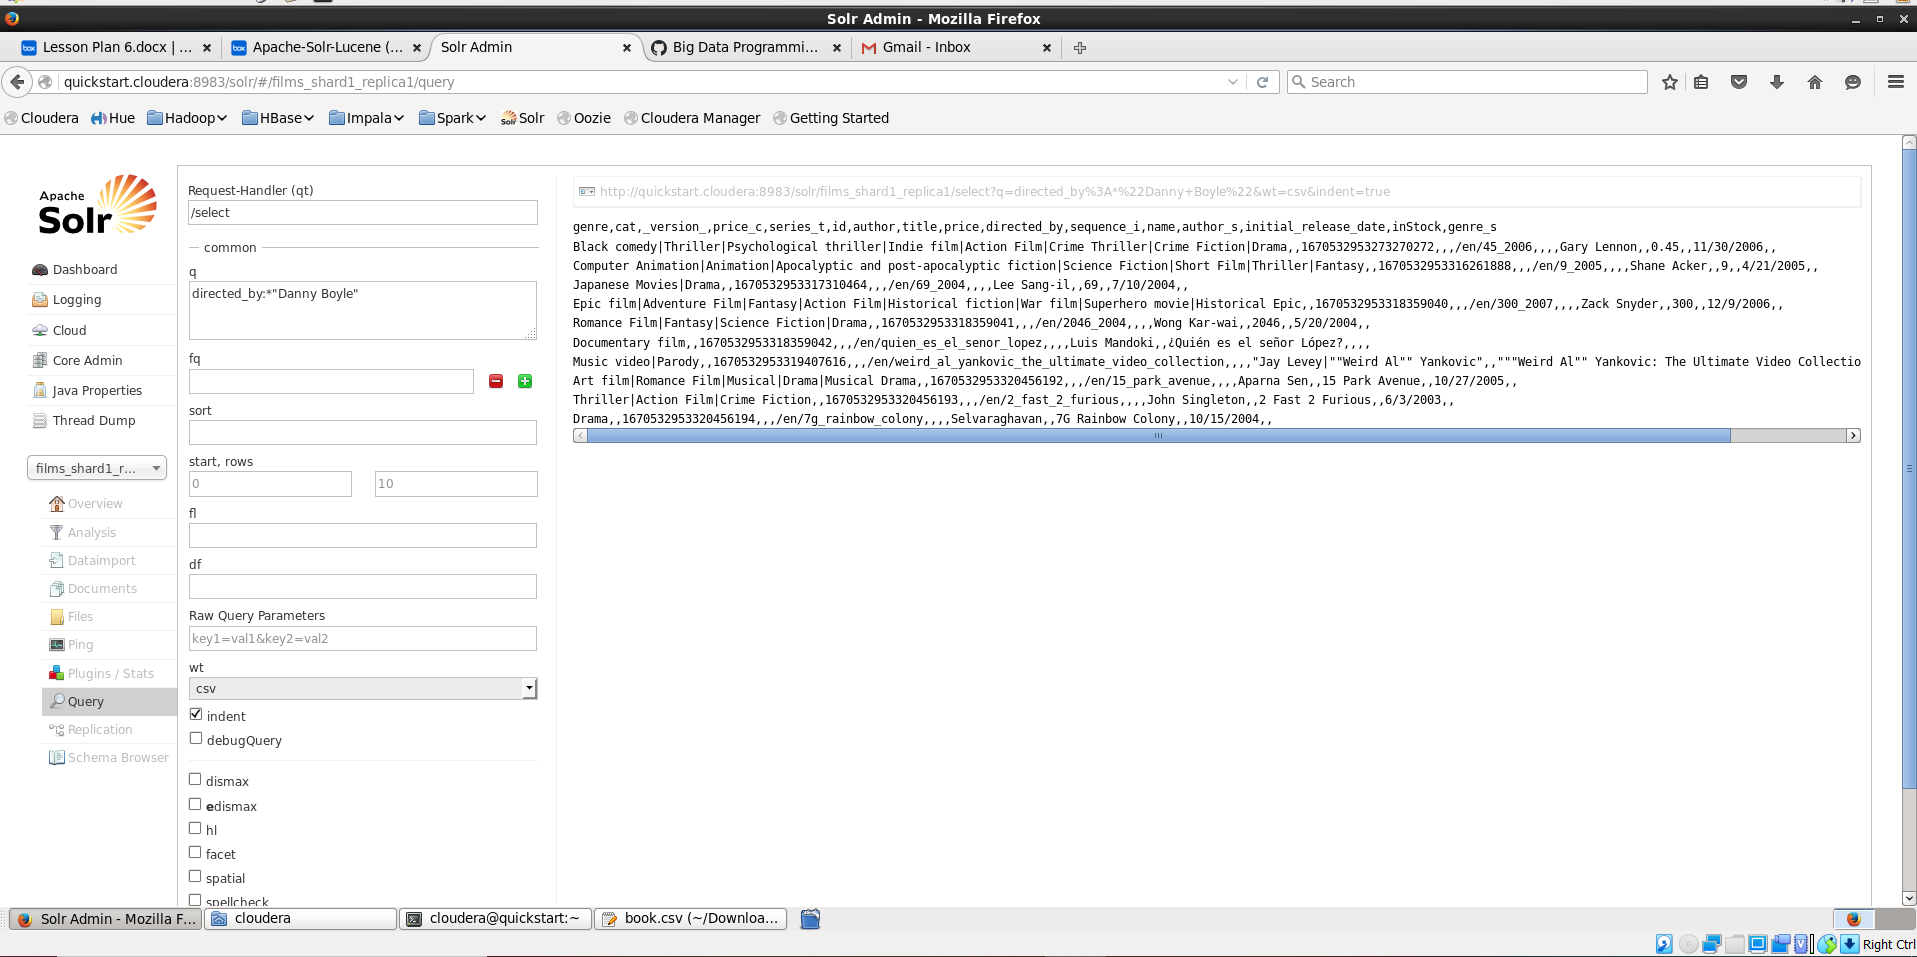 Solr Admin - Mozilla Firefox
Lesson Plan 6.docx | ...
Apache-Solr-Lucene (...
Solr Admin
Big Data Programmi...
Gmail - Inbox
quickstart.cloudera:8983/solr/#/films_shard1_replica1/query
Search
Cloudera
Hue
Hadoop
HBase
Impala
Spark
Solr
Oozie
Cloudera Manager
Getting Started
Apache
Solr
Dashboard
Logging
Cloud
Core Admin
Java Properties
Thread Dump
films_shard1_r...
Overview
Analysis
Dataimport
Documents
Files
Ping
Plugins / Stats
Query
Replication
Schema Browser
Request-Handler (qt)
/select
common
q
directed_by:*"Danny Boyle"
fq
sort
start, rows
0
10
fl
df
Raw Query Parameters
key1=val1&key2=val2
wt
csv
indent
debugQuery
dismax
edismax
hl
facet
spatial
spellcheck
http://quickstart.cloudera:8983/solr/films_shard1_replica1/select?q=directed_by%3A*%22Danny+Boyle%22&wt=csv&indent=true
genre,cat,_version_,price_c,series_t,id,author,title,price,directed_by,sequence_i,name,author_s,initial_release_date,inStock,genre_s
Black comedy|Thriller|Psychological thriller|Indie film|Action Film|Crime Thriller|Crime Fiction|Drama,,1670532953273270272,,,/en/45_2006,,,,Gary Lennon,,0.45,,11/30/2006,,
Computer Animation|Animation|Apocalyptic and post-apocalyptic fiction|Science Fiction|Short Film|Thriller|Fantasy,,1670532953316261888,,,/en/9_2005,,,,Shane Acker,,9,,4/21/2005,,
Japanese Movies|Drama,,1670532953317310464,,,/en/69_2004,,,,Lee Sang-il,,69,,7/10/2004,,
Epic film|Adventure Film|Fantasy|Action Film|Historical fiction|War film|Superhero movie|Historical Epic,,1670532953318359040,,,/en/300_2007,,,,Zack Snyder,,300,,12/9/2006,,
Romance Film|Fantasy|Science Fiction|Drama,,1670532953318359041,,,/en/2046_2004,,,,Wong Kar-wai,,2046,,5/20/2004,,
Documentary film,,1670532953318359042,,,/en/quien_es_el_senor_lopez,,,,Luis Mandoki,,¿Quién es el señor López?,,,,
Music video|Parody,,1670532953319407616,,,/en/weird_al_yankovic_the_ultimate_video_collection,,,,"Jay Levey|""Weird Al"" Yankovic",,"""Weird Al"" Yankovic: The Ultimate Video Collectio
Art film|Romance Film|Musical|Drama|Musical Drama,,1670532953320456192,,,/en/15_park_avenue,,,,Aparna Sen,,15 Park Avenue,,10/27/2005,,
Thriller|Action Film|Crime Fiction,,1670532953320456193,,,/en/2_fast_2_furious,,,,John Singleton,,2 Fast 2 Furious,,6/3/2003,,
Drama,,1670532953320456194,,,/en/7g_rainbow_colony,,,,Selvaraghavan,,7G Rainbow Colony,,10/15/2004,,
Solr Admin - Mozilla F...
cloudera
cloudera@quickstart:~
book.csv (~/Downloa...
Right Ctrl